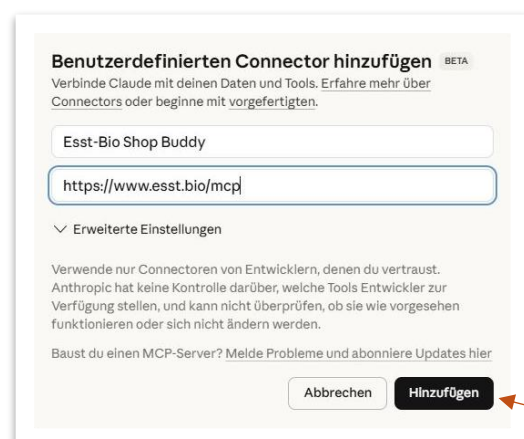 Benutzerdefinierten Connector hinzufügen BETA
Verbinde Claude mit deinen Daten und Tools. Erfahre mehr über
Connectors oder beginne mit vorgefertigten.
Esst-Bio Shop Buddy
https://www.esst.bio/mcp
Erweiterte Einstellungen
Verwende nur Connectoren von Entwicklern, denen du vertraust.
Anthropic hat keine Kontrolle darüber, welche Tools Entwickler zur
Verfügung stellen, und kann nicht überprüfen, ob sie wie vorgesehen
funktionieren oder sich nicht ändern werden.
Baust du einen MCP-Server? Melde Probleme und abonniere Updates hier
Abbrechen Hinzufügen